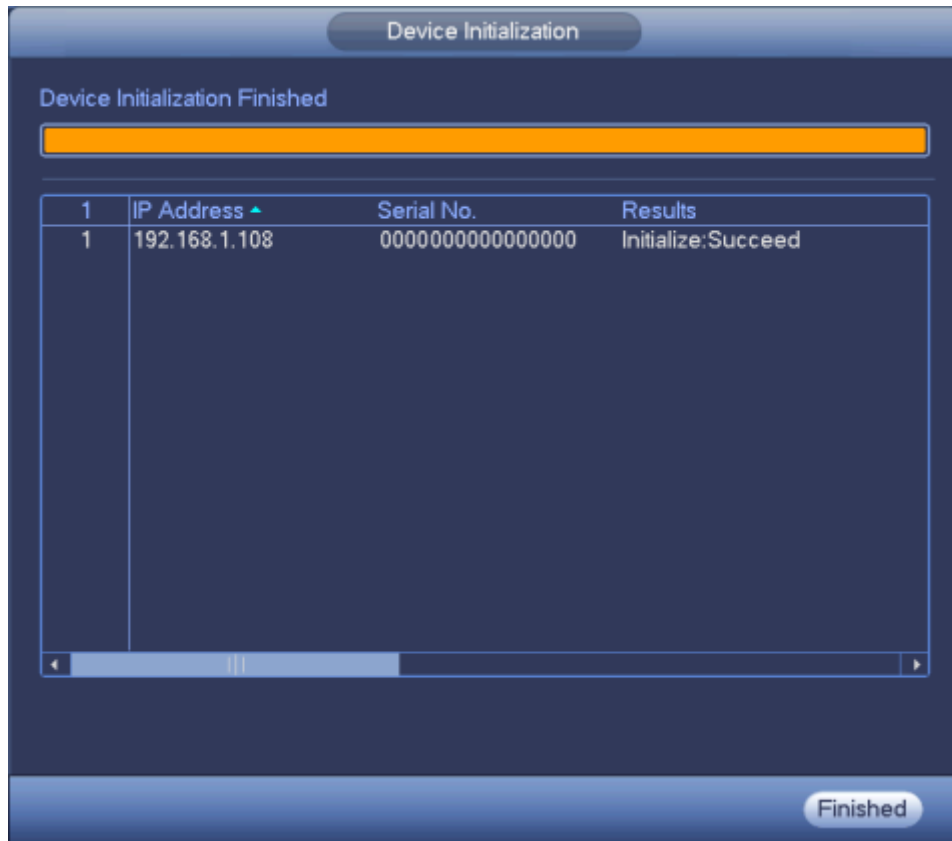 Device Initialization
Device Initialization Finished
1 IP Address Serial No. Results
1 192.168.1.108 0000000000000000 Initialize:Succeed
Finished